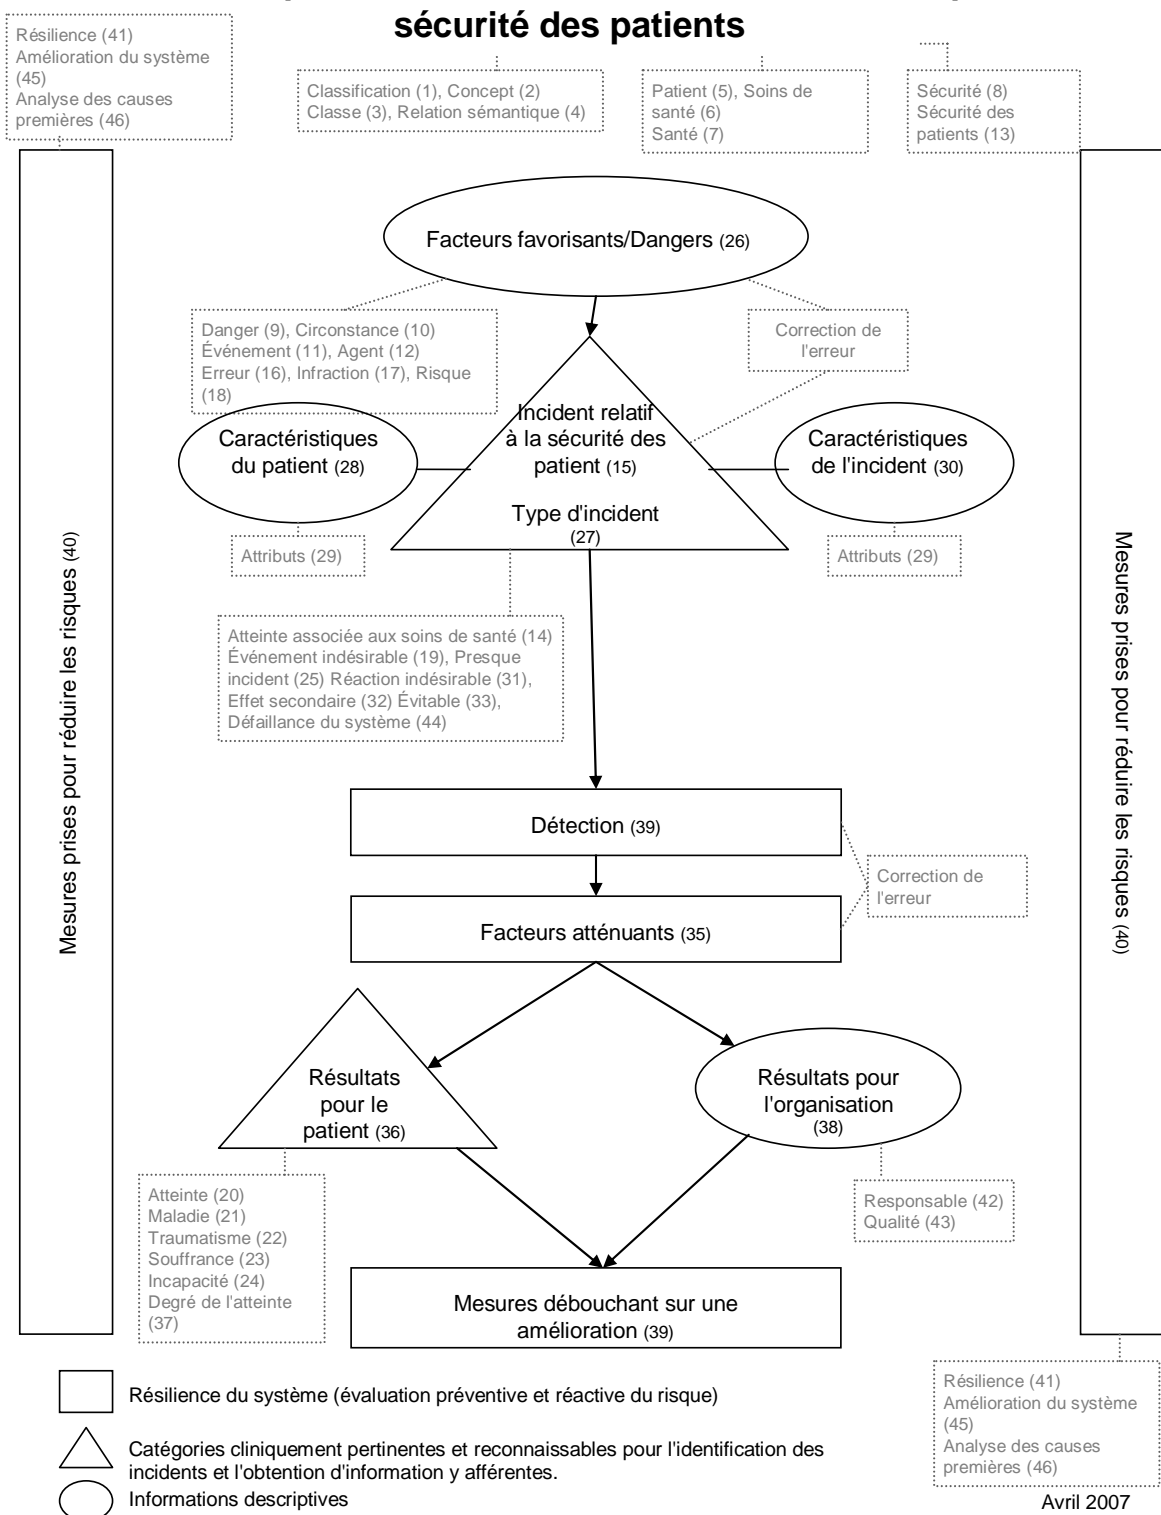 sécurité des patients
Résilience (41)
Amélioration du système
(45)
Analyse des causes
premières (46)
Classification (1), Concept (2)
Classe (3), Relation sémantique (4)
Patient (5), Soins de
santé (6)
Santé (7)
Sécurité (8)
Sécurité des
patients (13)
Facteurs favorisants/Dangers (26)
Danger (9), Circonstance (10)
Événement (11), Agent (12)
Erreur (16), Infraction (17), Risque
(18)
Correction de
l'erreur
Caractéristiques
du patient (28)
Incident relatif
à la sécurité des
patient (15)
Type d'incident
(27)
Caractéristiques
de l'incident (30)
Attributs (29)
Attributs (29)
Mesures prises pour réduire les risques (40)
Mesures prises pour réduire les risques (40)
Atteinte associée aux soins de santé (14)
Événement indésirable (19), Presque
incident (25) Réaction indésirable (31),
Effet secondaire (32) Évitable (33),
Défaillance du système (44)
Détection (39)
Correction de
l'erreur
Facteurs atténuants (35)
Résultats
pour le
patient (36)
Résultats pour
l'organisation
(38)
Atteinte (20)
Maladie (21)
Traumatisme (22)
Souffrance (23)
Incapacité (24)
Degré de l'atteinte
(37)
Responsable (42)
Qualité (43)
Mesures débouchant sur une
amélioration (39)
Résilience du système (évaluation préventive et réactive du risque)
Catégories cliniquement pertinentes et reconnaissables pour l'identification des
incidents et l'obtention d'information y afférentes.
Informations descriptives
Résilience (41)
Amélioration du système
(45)
Analyse des causes
premières (46)
Avril 2007